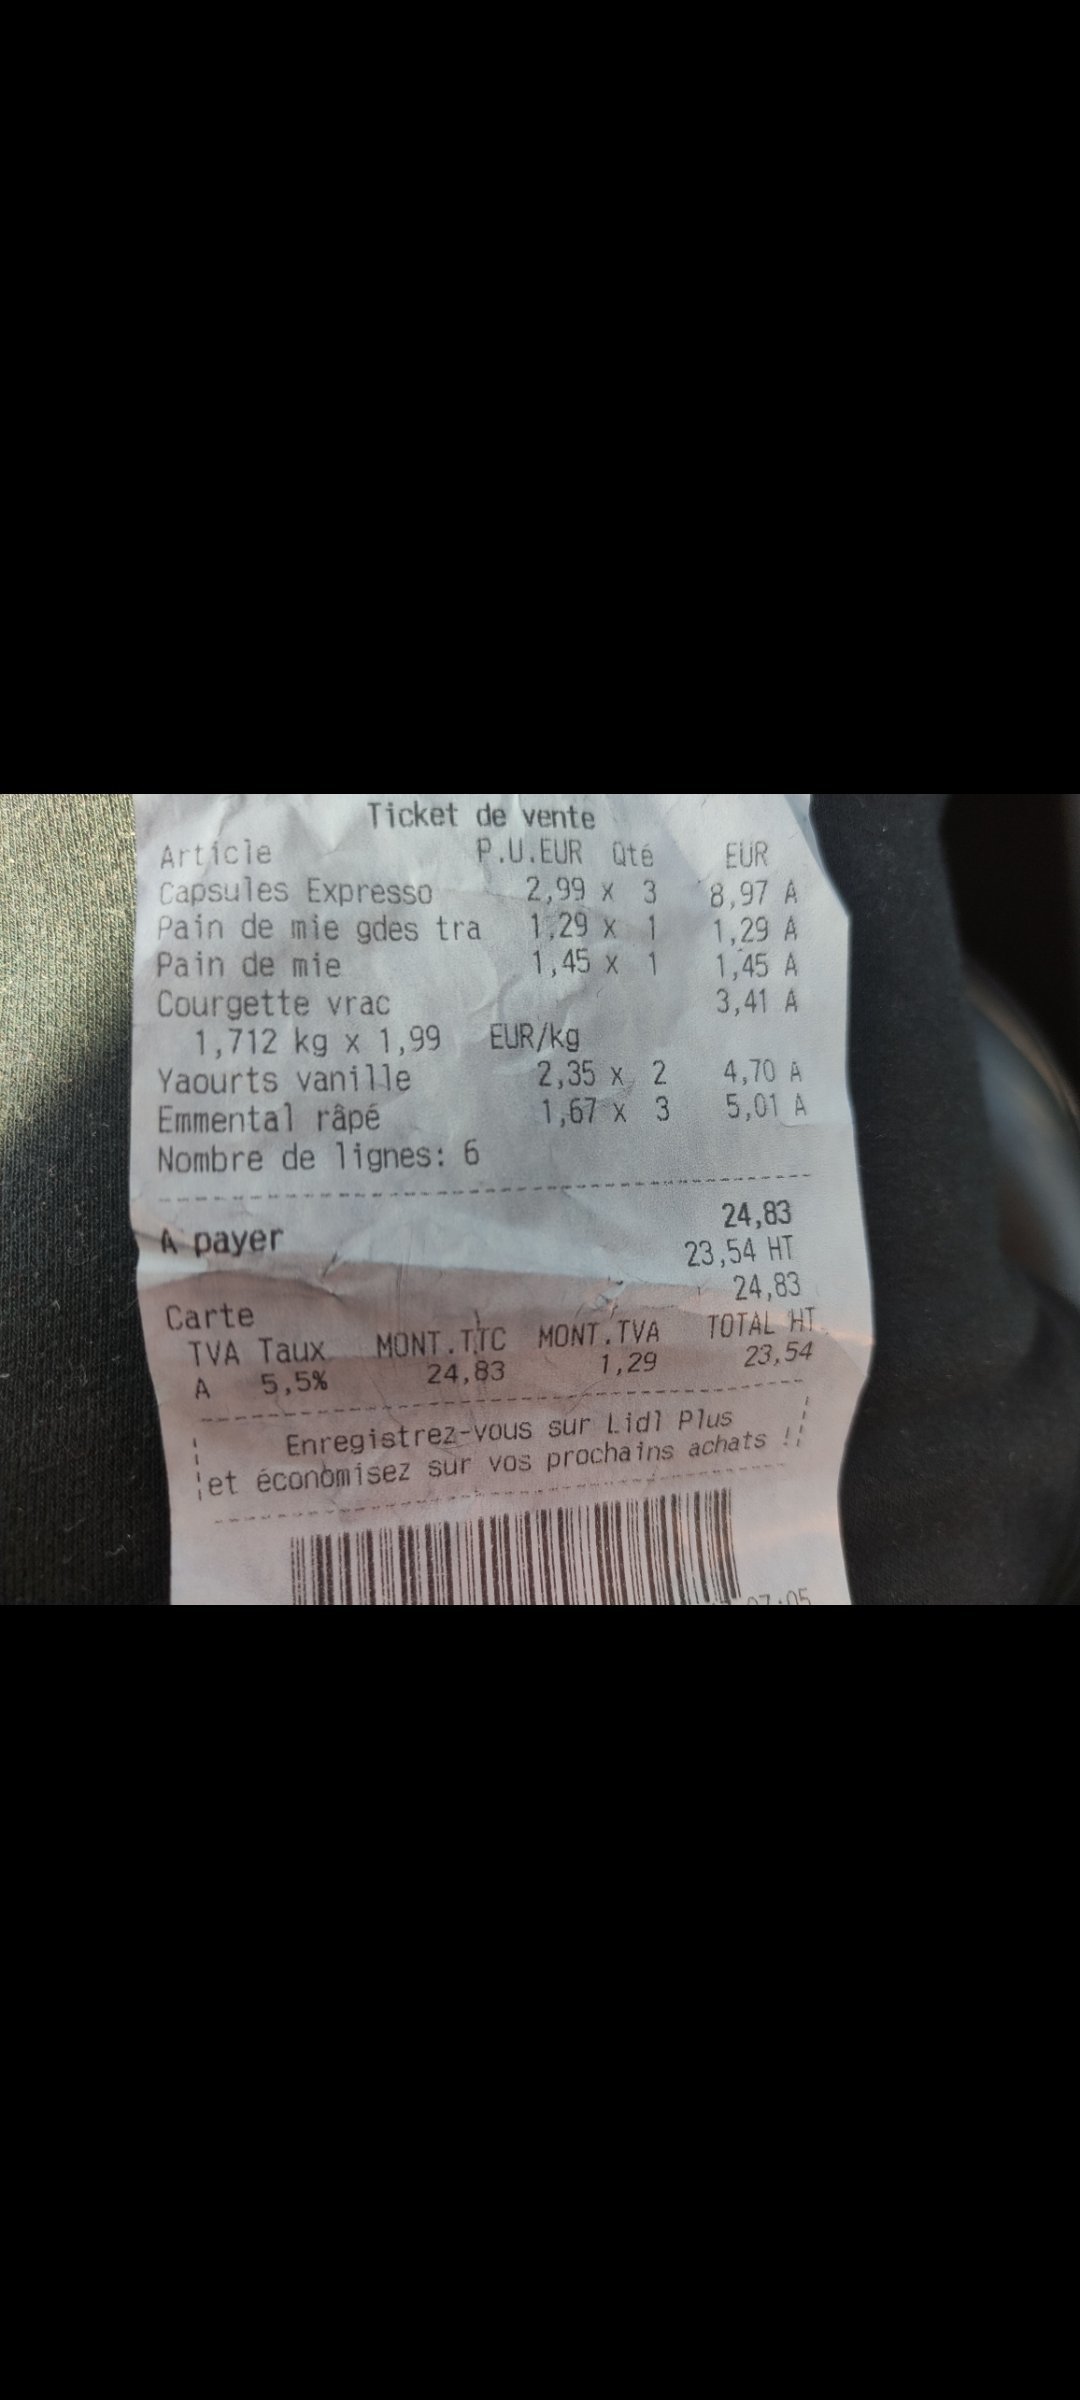 Ticket de vente
Article P.U.EUR Qté EUR
Capsules Expresso 2,99 x 3 8,97 A
Pain de mie gdes tra 1,29 x 1 1,29 A
Pain de mie 1,45 x 1 1,45 A
Courgette vrac 3,41 A
1,712 kg x 1,99 EUR/kg
Yaourts vanille 2,35 x 2 4,70 A
Emmental râpé 1,67 x 3 5,01 A
Nombre de lignes: 6
A payer 24,83
23,54 HT
Carte 24,83
TVA Taux MONT.TTC MONT.TVA TOTAL HT
A 5,5% 24,83 1,29 23,54
Enregistrez-vous sur Lidl Plus
et économisez sur vos prochains achats !